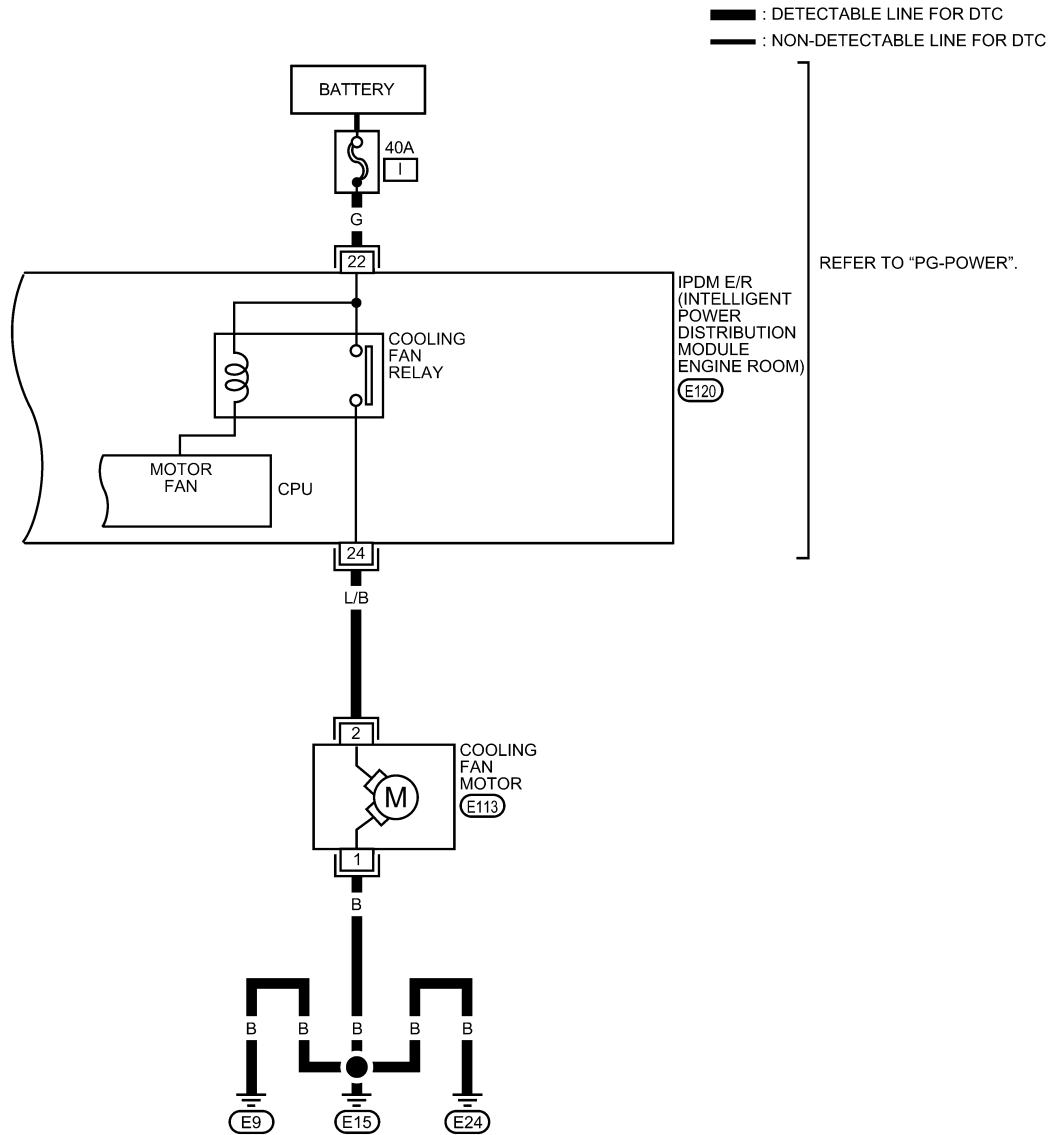 : DETECTABLE LINE FOR DTC
: NON-DETECTABLE LINE FOR DTC
BATTERY
40A
I
G
22
REFER TO “PG-POWER”.
IPDM E/R
(INTELLIGENT
POWER
DISTRIBUTION
MODULE
ENGINE ROOM)
E120
COOLING
FAN
RELAY
MOTOR
FAN
CPU
24
L/B
2
COOLING
FAN
MOTOR
E113
M
1
B
B B B B B
E9 E15 E24